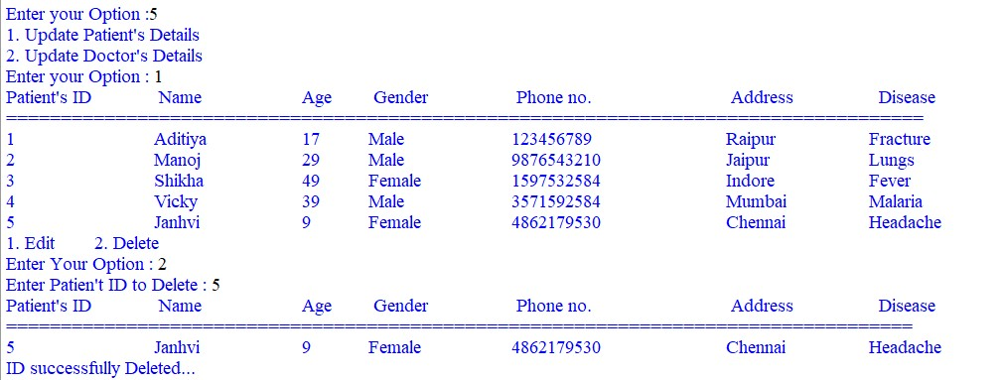 Enter your Option :5
1. Update Patient's Details
2. Update Doctor's Details
Enter your Option : 1
Patient's ID Name Age Gender Phone no. Address Disease
=====================================================================================
1 Aditiya 17 Male 123456789 Raipur Fracture
2 Manoj 29 Male 9876543210 Jaipur Lungs
3 Shikha 49 Female 1597532584 Indore Fever
4 Vicky 39 Male 3571592584 Mumbai Malaria
5 Janhvi 9 Female 4862179530 Chennai Headache
1. Edit 2. Delete
Enter Your Option : 2
Enter Patien't ID to Delete : 5
Patient's ID Name Age Gender Phone no. Address Disease
====================================================================================
5 Janhvi 9 Female 4862179530 Chennai Headache
ID successfully Deleted...